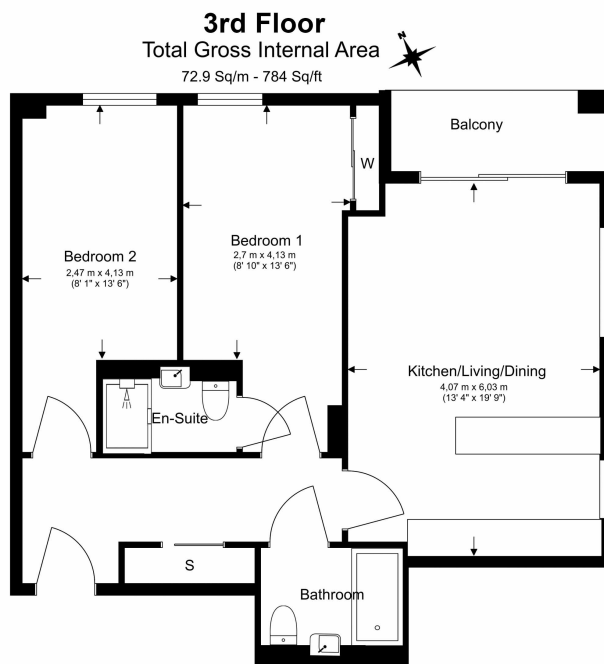 3rd Floor
Total Gross Internal Area
72.9 Sq/m - 784 Sq/ft
N
Balcony
W
Bedroom 1
2,7 m x 4,13 m
(8' 10" x 13' 6")
Bedroom 2
2,47 m x 4,13 m
(8' 1" x 13' 6")
Kitchen/Living/Dining
4,07 m x 6,03 m
(13' 4" x 19' 9")
En-Suite
S
Bathroom